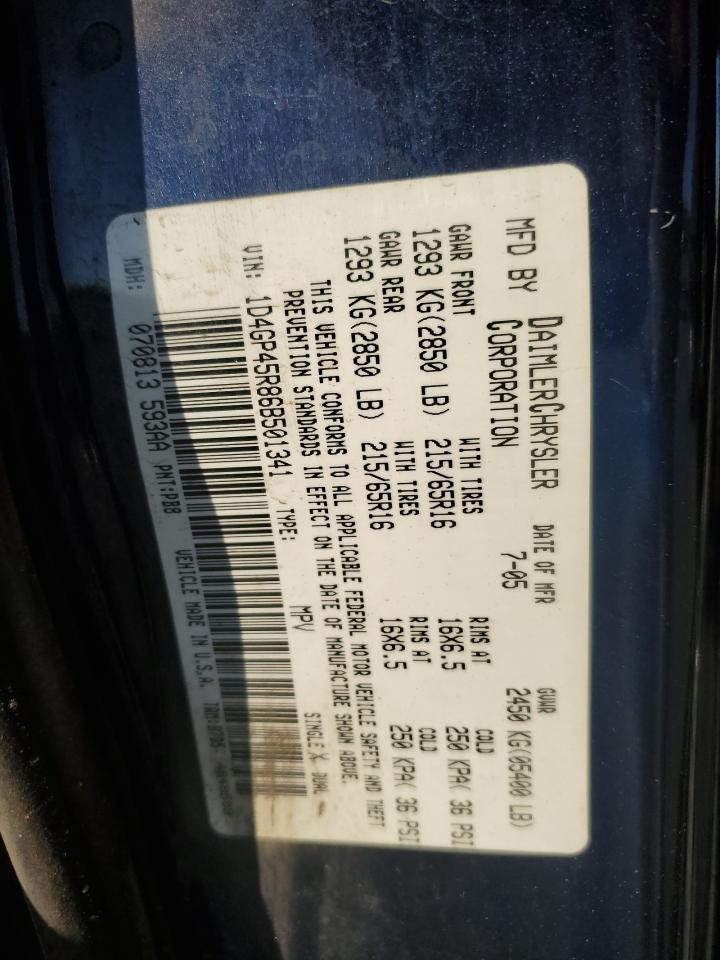 MFD BY DAIMLERCHRYSLER CORPORATION DATE OF MFR 7-05 GVWR 2450 KG(05400 LB)
GAWR FRONT WITH TIRES RIMS AT COLD
1293 KG(2850 LB) 215/65R16 16X6.5 250 KPA( 36 PSI
GAWR REAR WITH TIRES RIMS AT COLD
1293 KG(2850 LB) 215/65R16 16X6.5 250 KPA( 36 PSI
THIS VEHICLE CONFORMS TO ALL APPLICABLE FEDERAL MOTOR VEHICLE SAFETY AND THEFT
PREVENTION STANDARDS IN EFFECT ON THE DATE OF MANUFACTURE SHOWN ABOVE.
VIN: 1D4GP45R86B501341 TYPE: MPV SINGLE X DUAL
MDH: 070813 593AA PNT:PB8 VEHICLE MADE IN U.S.A.